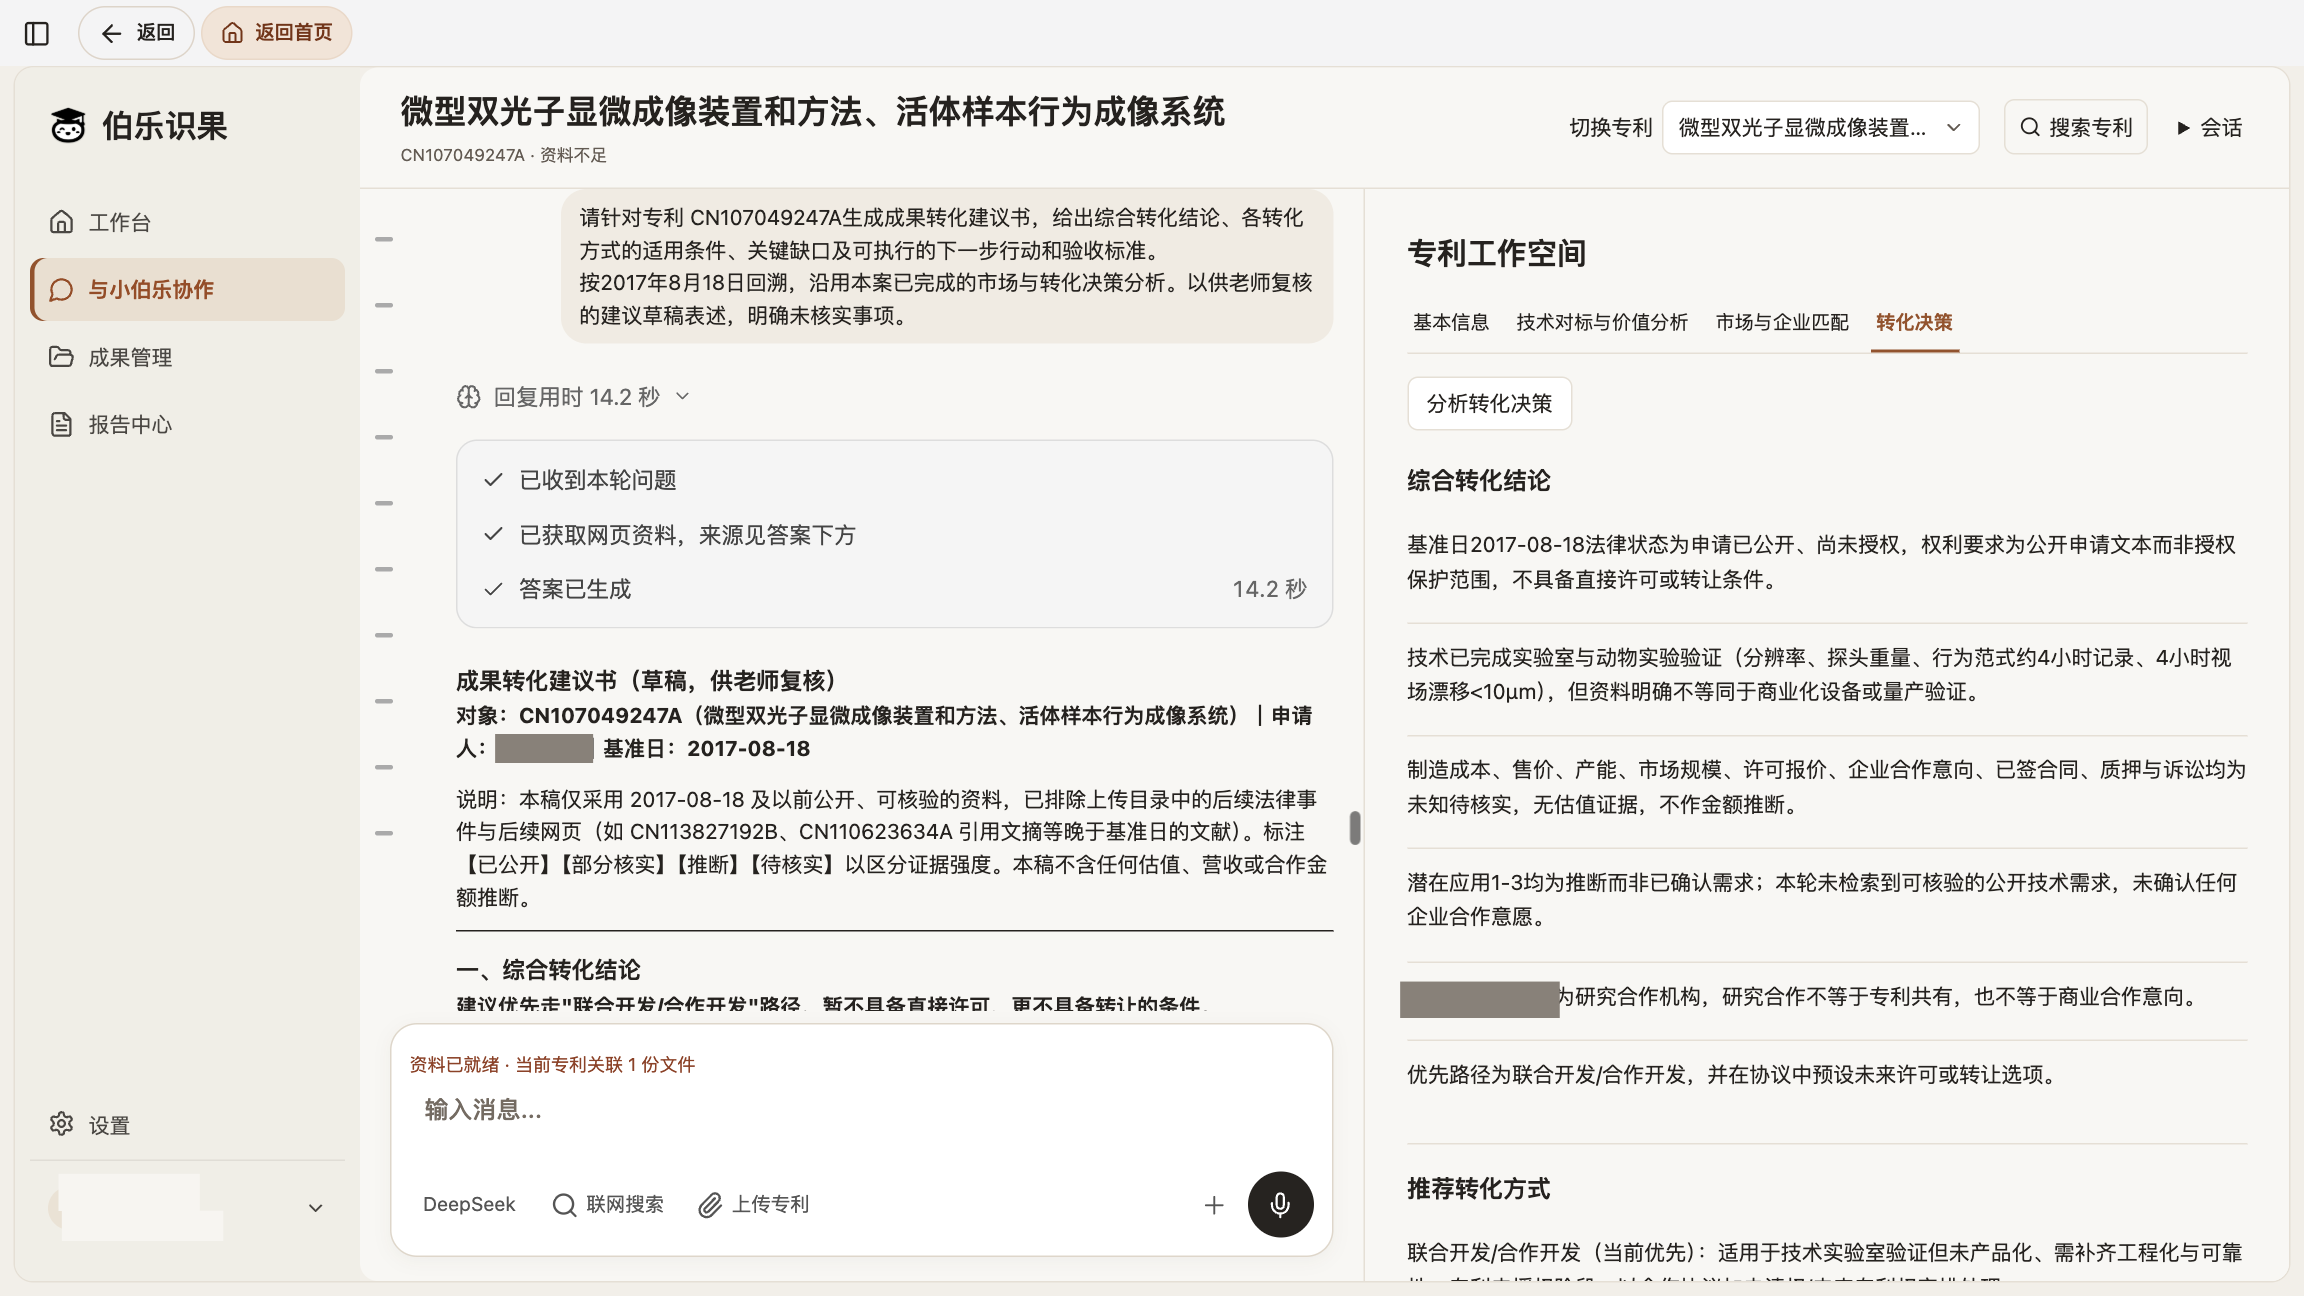 返回
返回首页
伯乐识果
工作台
与小伯乐协作
成果管理
报告中心
设置
微型双光子显微成像装置和方法、活体样本行为成像系统
CN107049247A · 资料不足
切换专利
微型双光子显微成像装置...
搜索专利
会话
请针对专利 CN107049247A生成成果转化建议书，给出综合转化结论、各转化
方式的适用条件、关键缺口及可执行的下一步行动和验收标准。
按2017年8月18日回溯，沿用本案已完成的市场与转化决策分析。以供老师复核
的建议草稿表述，明确未核实事项。
回复用时 14.2 秒
已收到本轮问题
已获取网页资料，来源见答案下方
答案已生成
14.2 秒
成果转化建议书（草稿，供老师复核）
对象：CN107049247A（微型双光子显微成像装置和方法、活体样本行为成像系统）｜申请
人： 基准日：2017-08-18
说明：本稿仅采用 2017-08-18 及以前公开、可核验的资料，已排除上传目录中的后续法律事
件与后续网页（如 CN113827192B、CN110623634A 引用文摘等晚于基准日的文献）。标注
【已公开】【部分核实】【推断】【待核实】以区分证据强度。本稿不含任何估值、营收或合作金
额推断。
一、综合转化结论
建议优先走"联合开发/合作开发"路径，暂不具备直接许可、更不具备转让的条件。
资料已就绪 · 当前专利关联 1 份文件
输入消息...
DeepSeek
联网搜索
上传专利
专利工作空间
基本信息
技术对标与价值分析
市场与企业匹配
转化决策
分析转化决策
综合转化结论
基准日2017-08-18法律状态为申请已公开、尚未授权，权利要求为公开申请文本而非授权
保护范围，不具备直接许可或转让条件。
技术已完成实验室与动物实验验证（分辨率、探头重量、行为范式约4小时记录、4小时视
场漂移<10μm），但资料明确不等同于商业化设备或量产验证。
制造成本、售价、产能、市场规模、许可报价、企业合作意向、已签合同、质押与诉讼均为
未知待核实，无估值证据，不作金额推断。
潜在应用1-3均为推断而非已确认需求；本轮未检索到可核验的公开技术需求，未确认任何
企业合作意愿。
为研究合作机构，研究合作不等于专利共有，也不等于商业合作意向。
优先路径为联合开发/合作开发，并在协议中预设未来许可或转让选项。
推荐转化方式
联合开发/合作开发（当前优先）：适用于技术实验室验证但未产品化、需补齐工程化与可靠